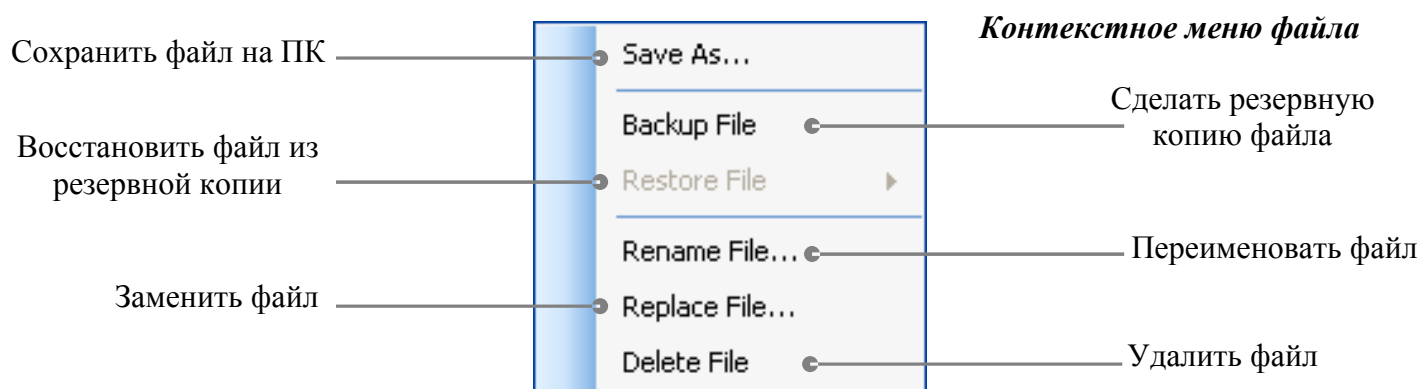 Контекстное меню файла
Сохранить файл на ПК
Save As...
Сделать резервную
копию файла
Backup File
Восстановить файл из
резервной копии
Restore File
Rename File...
Переименовать файл
Заменить файл
Replace File...
Delete File
Удалить файл